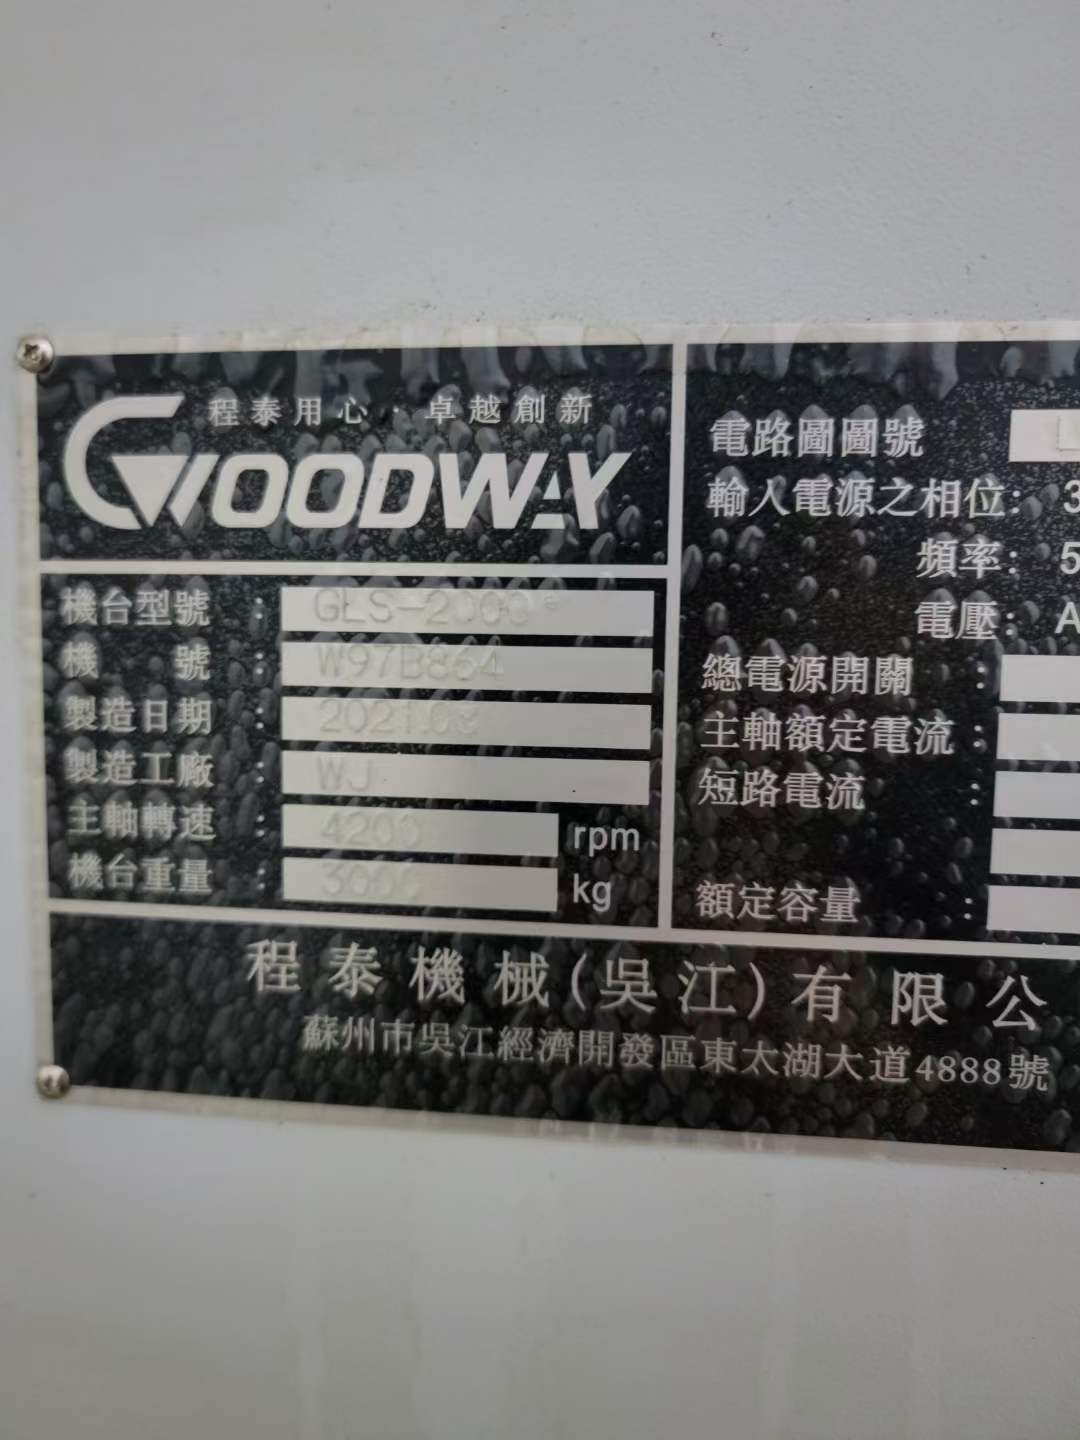 程泰用心·卓越創新
GOODWAY
機台型號 : GLS-2000
機 號 : W97B864
製造日期 : 2021.03
製造工廠 : WJ
主軸轉速 : 4200 rpm
機台重量 : 3000 kg
電路圖圖號
輸入電源之相位: 3
頻率: 5
電壓: A
總電源開關 :
主軸額定電流 :
短路電流 :
額定容量 :
程泰機械(吳江)有限公
蘇州市吳江經濟開發區東太湖大道4888號